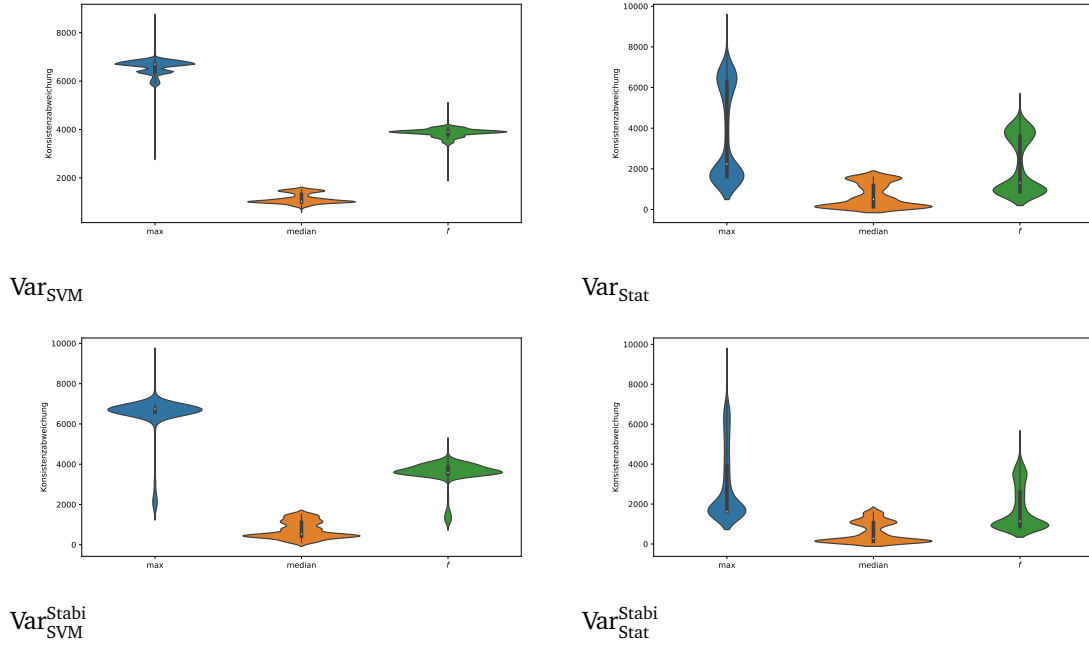 8000
6000
4000
2000
Konsistenzabweichung
max
median
f
Var_SVM
10000
8000
6000
4000
2000
0
Konsistenzabweichung
max
median
f
Var_Stat
10000
8000
6000
4000
2000
0
Konsistenzabweichung
max
median
f
Var_SVM^Stabi
10000
8000
6000
4000
2000
0
Konsistenzabweichung
max
median
f
Var_Stat^Stabi